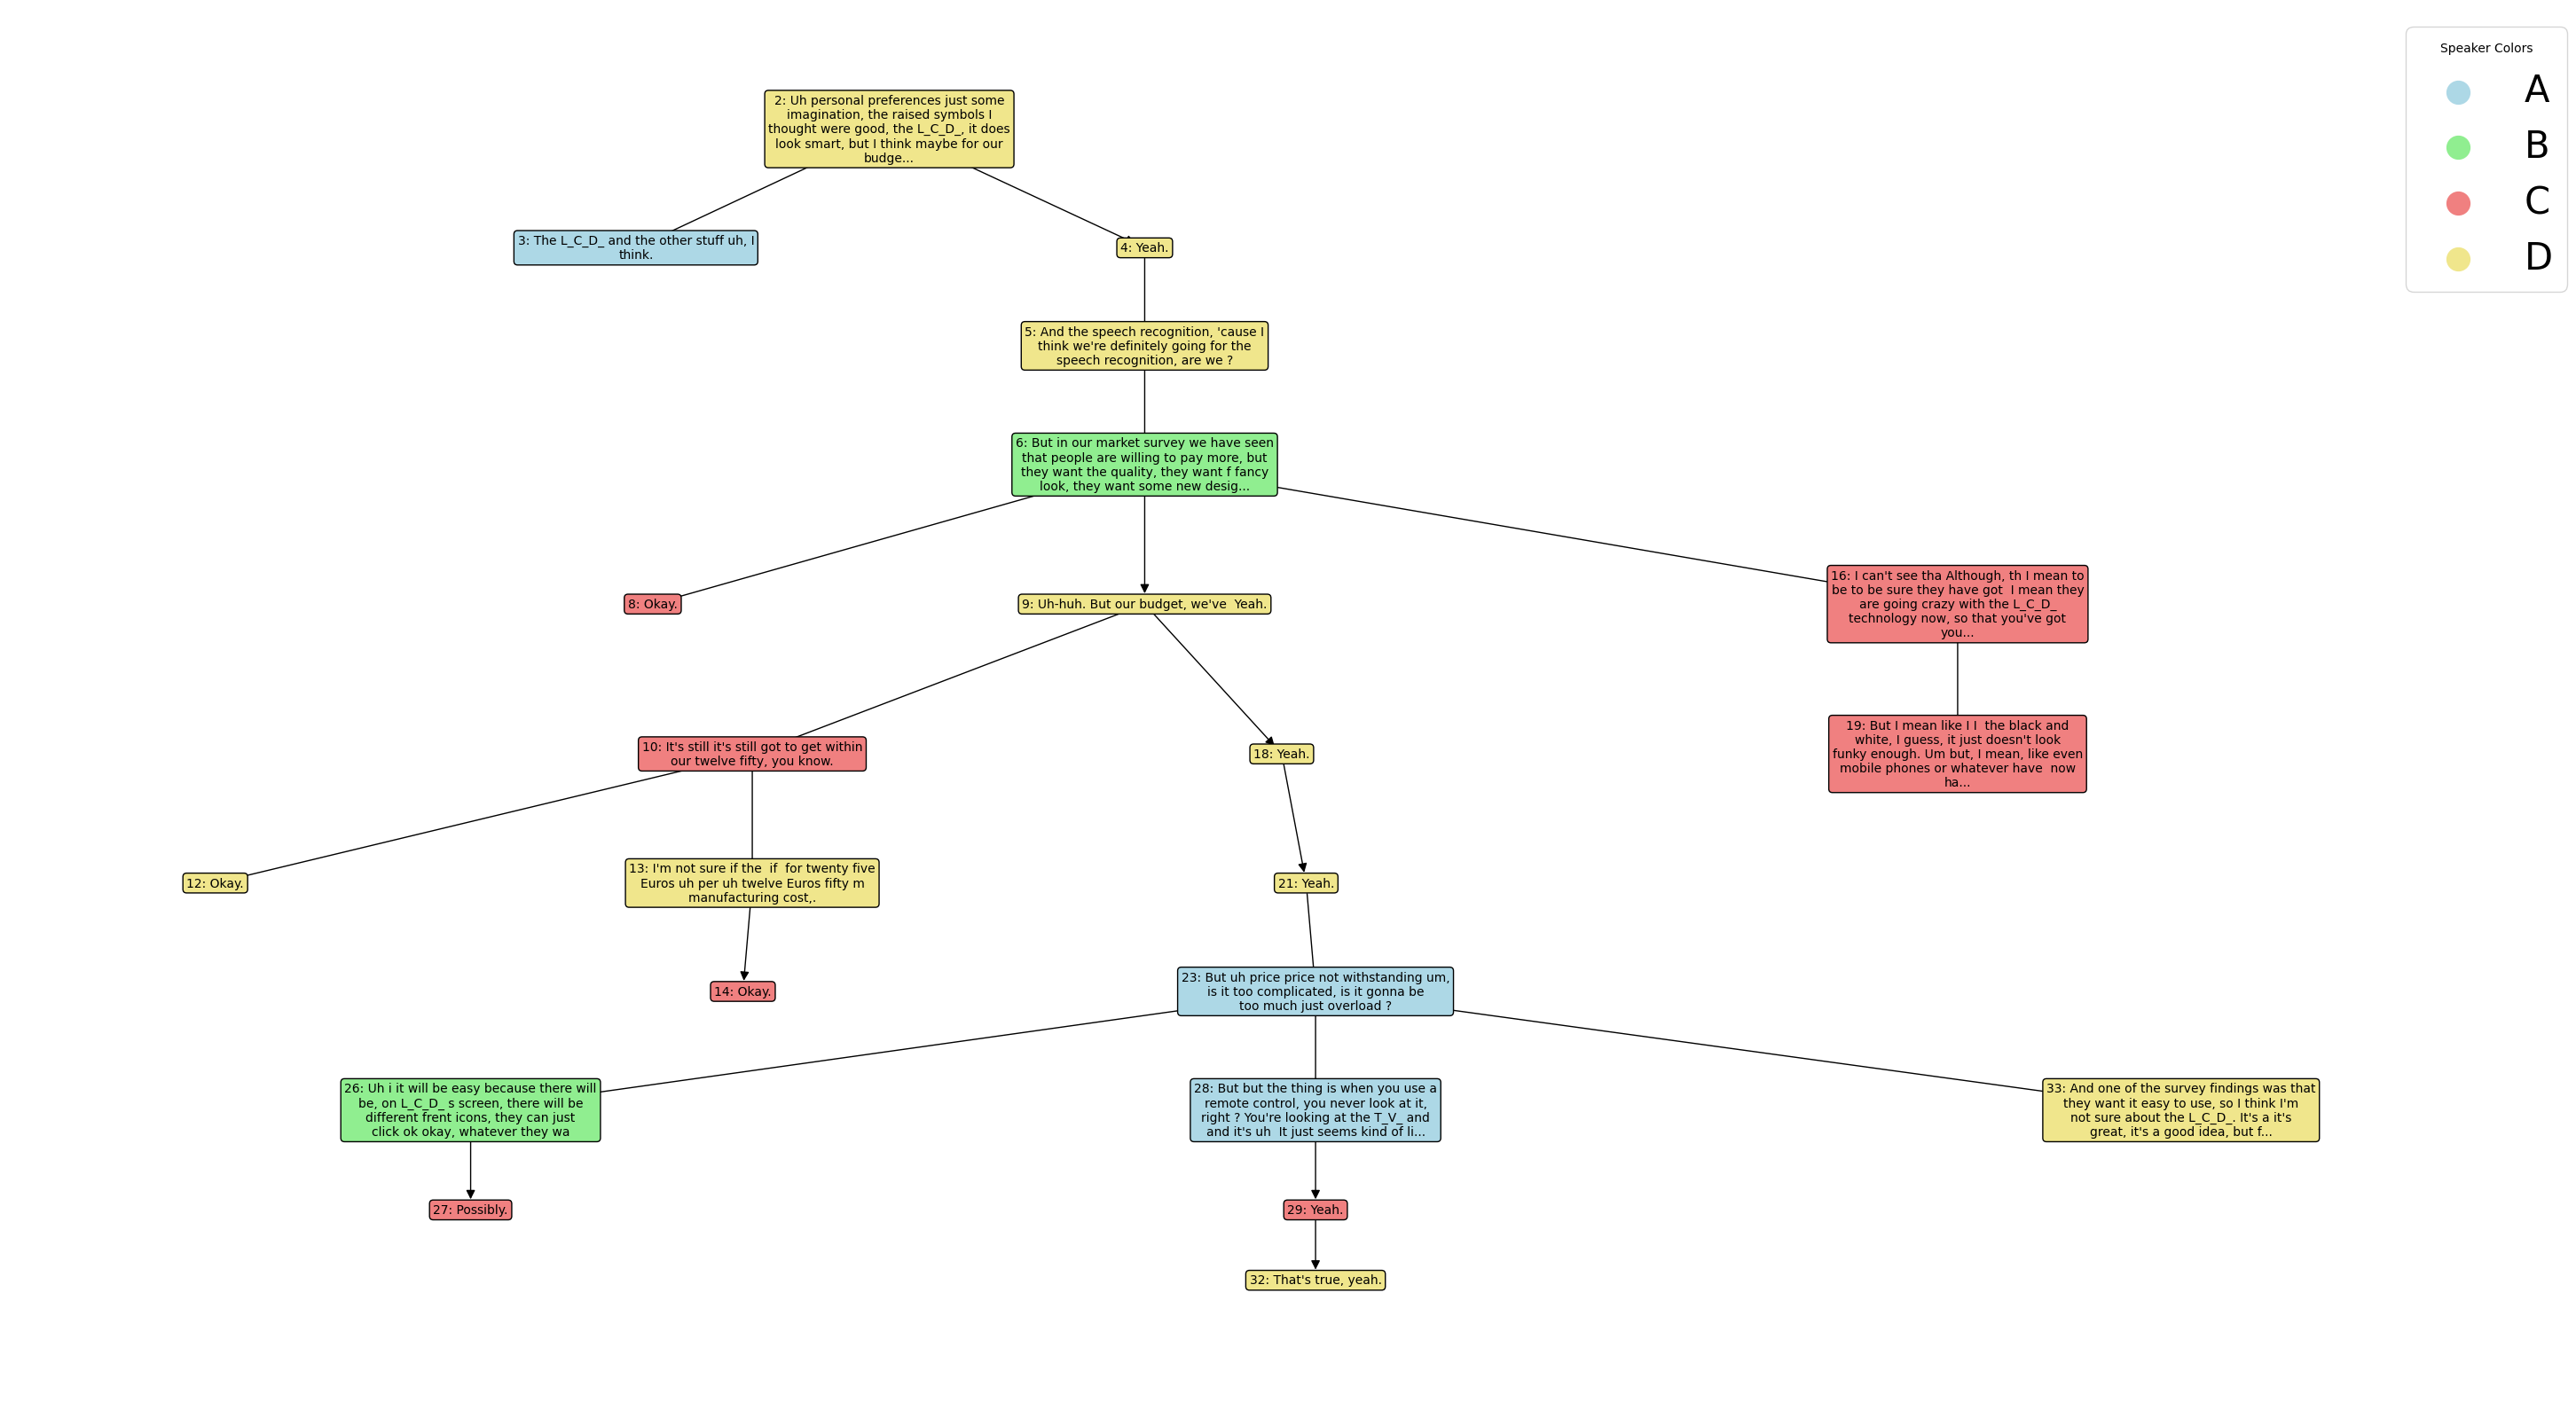 Speaker Colors
A
B
C
D
2: Uh personal preferences just some
imagination, the raised symbols I
thought were good, the L_C_D_, it does
look smart, but I think maybe for our
budge...
3: The L_C_D_ and the other stuff uh, I
think.
4: Yeah.
5: And the speech recognition, 'cause I
think we're definitely going for the
speech recognition, are we ?
6: But in our market survey we have seen
that people are willing to pay more, but
they want the quality, they want f fancy
look, they want some new desig...
8: Okay.
9: Uh-huh. But our budget, we've  Yeah.
16: I can't see tha Although, th I mean to
be to be sure they have got  I mean they
are going crazy with the L_C_D_
technology now, so that you've got
you...
10: It's still it's still got to get within
our twelve fifty, you know.
18: Yeah.
19: But I mean like I I  the black and
white, I guess, it just doesn't look
funky enough. Um but, I mean, like even
mobile phones or whatever have  now
ha...
12: Okay.
13: I'm not sure if the  if  for twenty five
Euros uh per uh twelve Euros fifty m
manufacturing cost,.
21: Yeah.
14: Okay.
23: But uh price price not withstanding um,
is it too complicated, is it gonna be
too much just overload ?
26: Uh i it will be easy because there will
be, on L_C_D_ s screen, there will be
different frent icons, they can just
click ok okay, whatever they wa
28: But but the thing is when you use a
remote control, you never look at it,
right ? You're looking at the T_V_ and
and it's uh  It just seems kind of li...
33: And one of the survey findings was that
they want it easy to use, so I think I'm
not sure about the L_C_D_. It's a it's
great, it's a good idea, but f...
27: Possibly.
29: Yeah.
32: That's true, yeah.